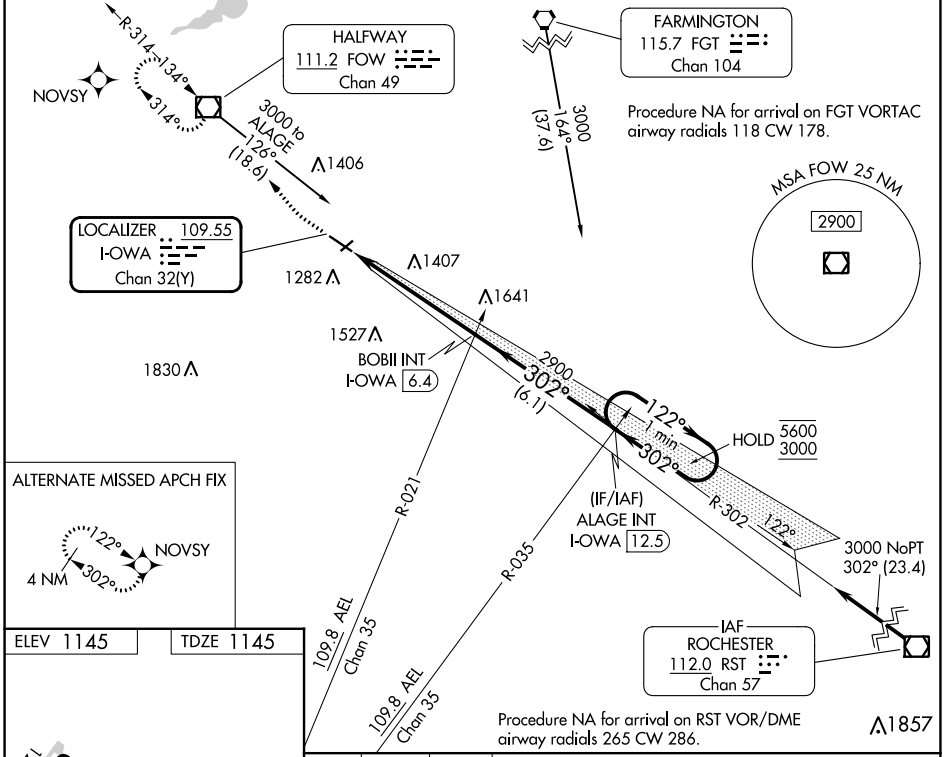 R-314
134°
314°
NOVSY
HALFWAY
111.2 FOW
Chan 49
3000 to
ALAGE
126°
(18.6)
1406
FARMINGTON
115.7 FGT
Chan 104
3000
164°
(37.6)
Procedure NA for arrival on FGT VORTAC
airway radials 118 CW 178.
MSA FOW 25 NM
2900
LOCALIZER 109.55
I-OWA
Chan 32(Y)
1282
1407
1641
1527
1830
BOBII INT
I-OWA 6.4
2900
302°
(6.1)
122°
1 min
302°
HOLD 5600
3000
(IF/IAF)
ALAGE INT
I-OWA 12.5
R-302
122°
3000 NoPT
302° (23.4)
R-021
R-035
109.8 AEL
Chan 35
109.8 AEL
Chan 35
IAF
ROCHESTER
112.0 RST
Chan 57
Procedure NA for arrival on RST VOR/DME
airway radials 265 CW 286.
1857
ALTERNATE MISSED APCH FIX
122°
NOVSY
4 NM
302°
ELEV 1145
TDZE 1145